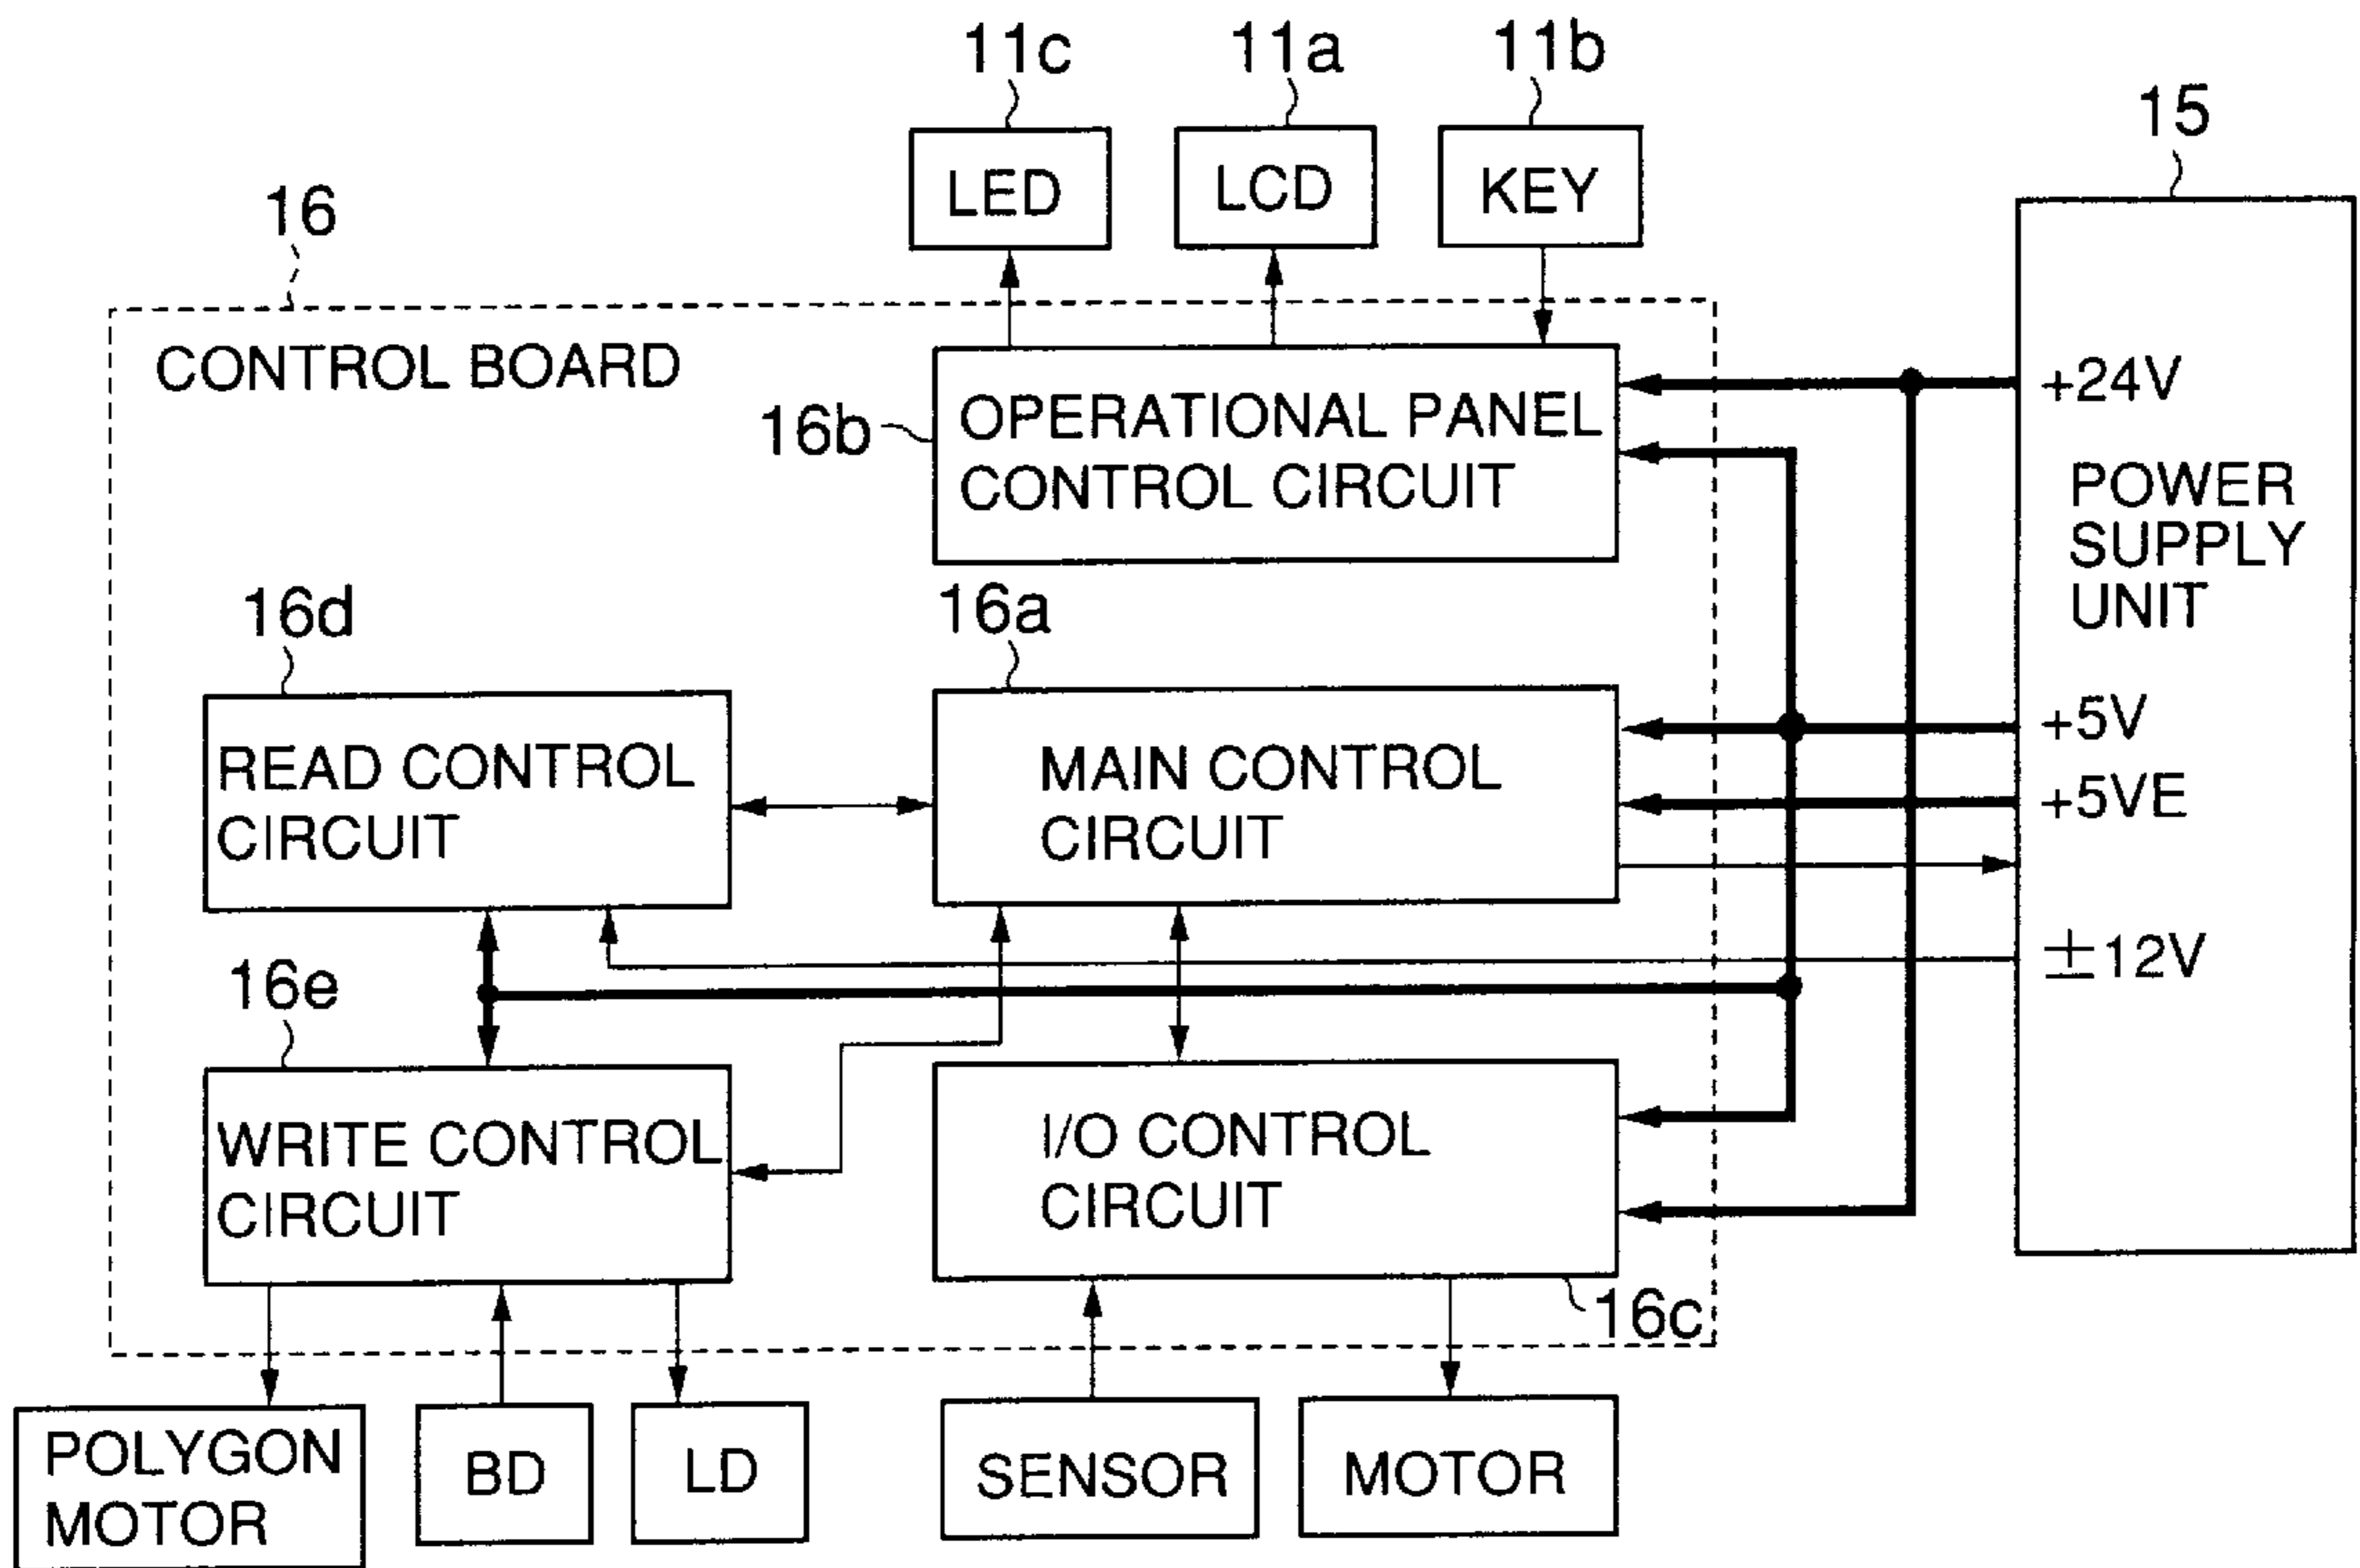 11c
11a
11b
15
LED
LCD
KEY
16
CONTROL BOARD
16b
OPERATIONAL PANEL
CONTROL CIRCUIT
+24V
POWER
SUPPLY
UNIT
16d
16a
READ CONTROL
CIRCUIT
MAIN CONTROL
CIRCUIT
+5V
+5VE
±12V
16e
WRITE CONTROL
CIRCUIT
I/O CONTROL
CIRCUIT
16c
POLYGON
MOTOR
BD
LD
SENSOR
MOTOR